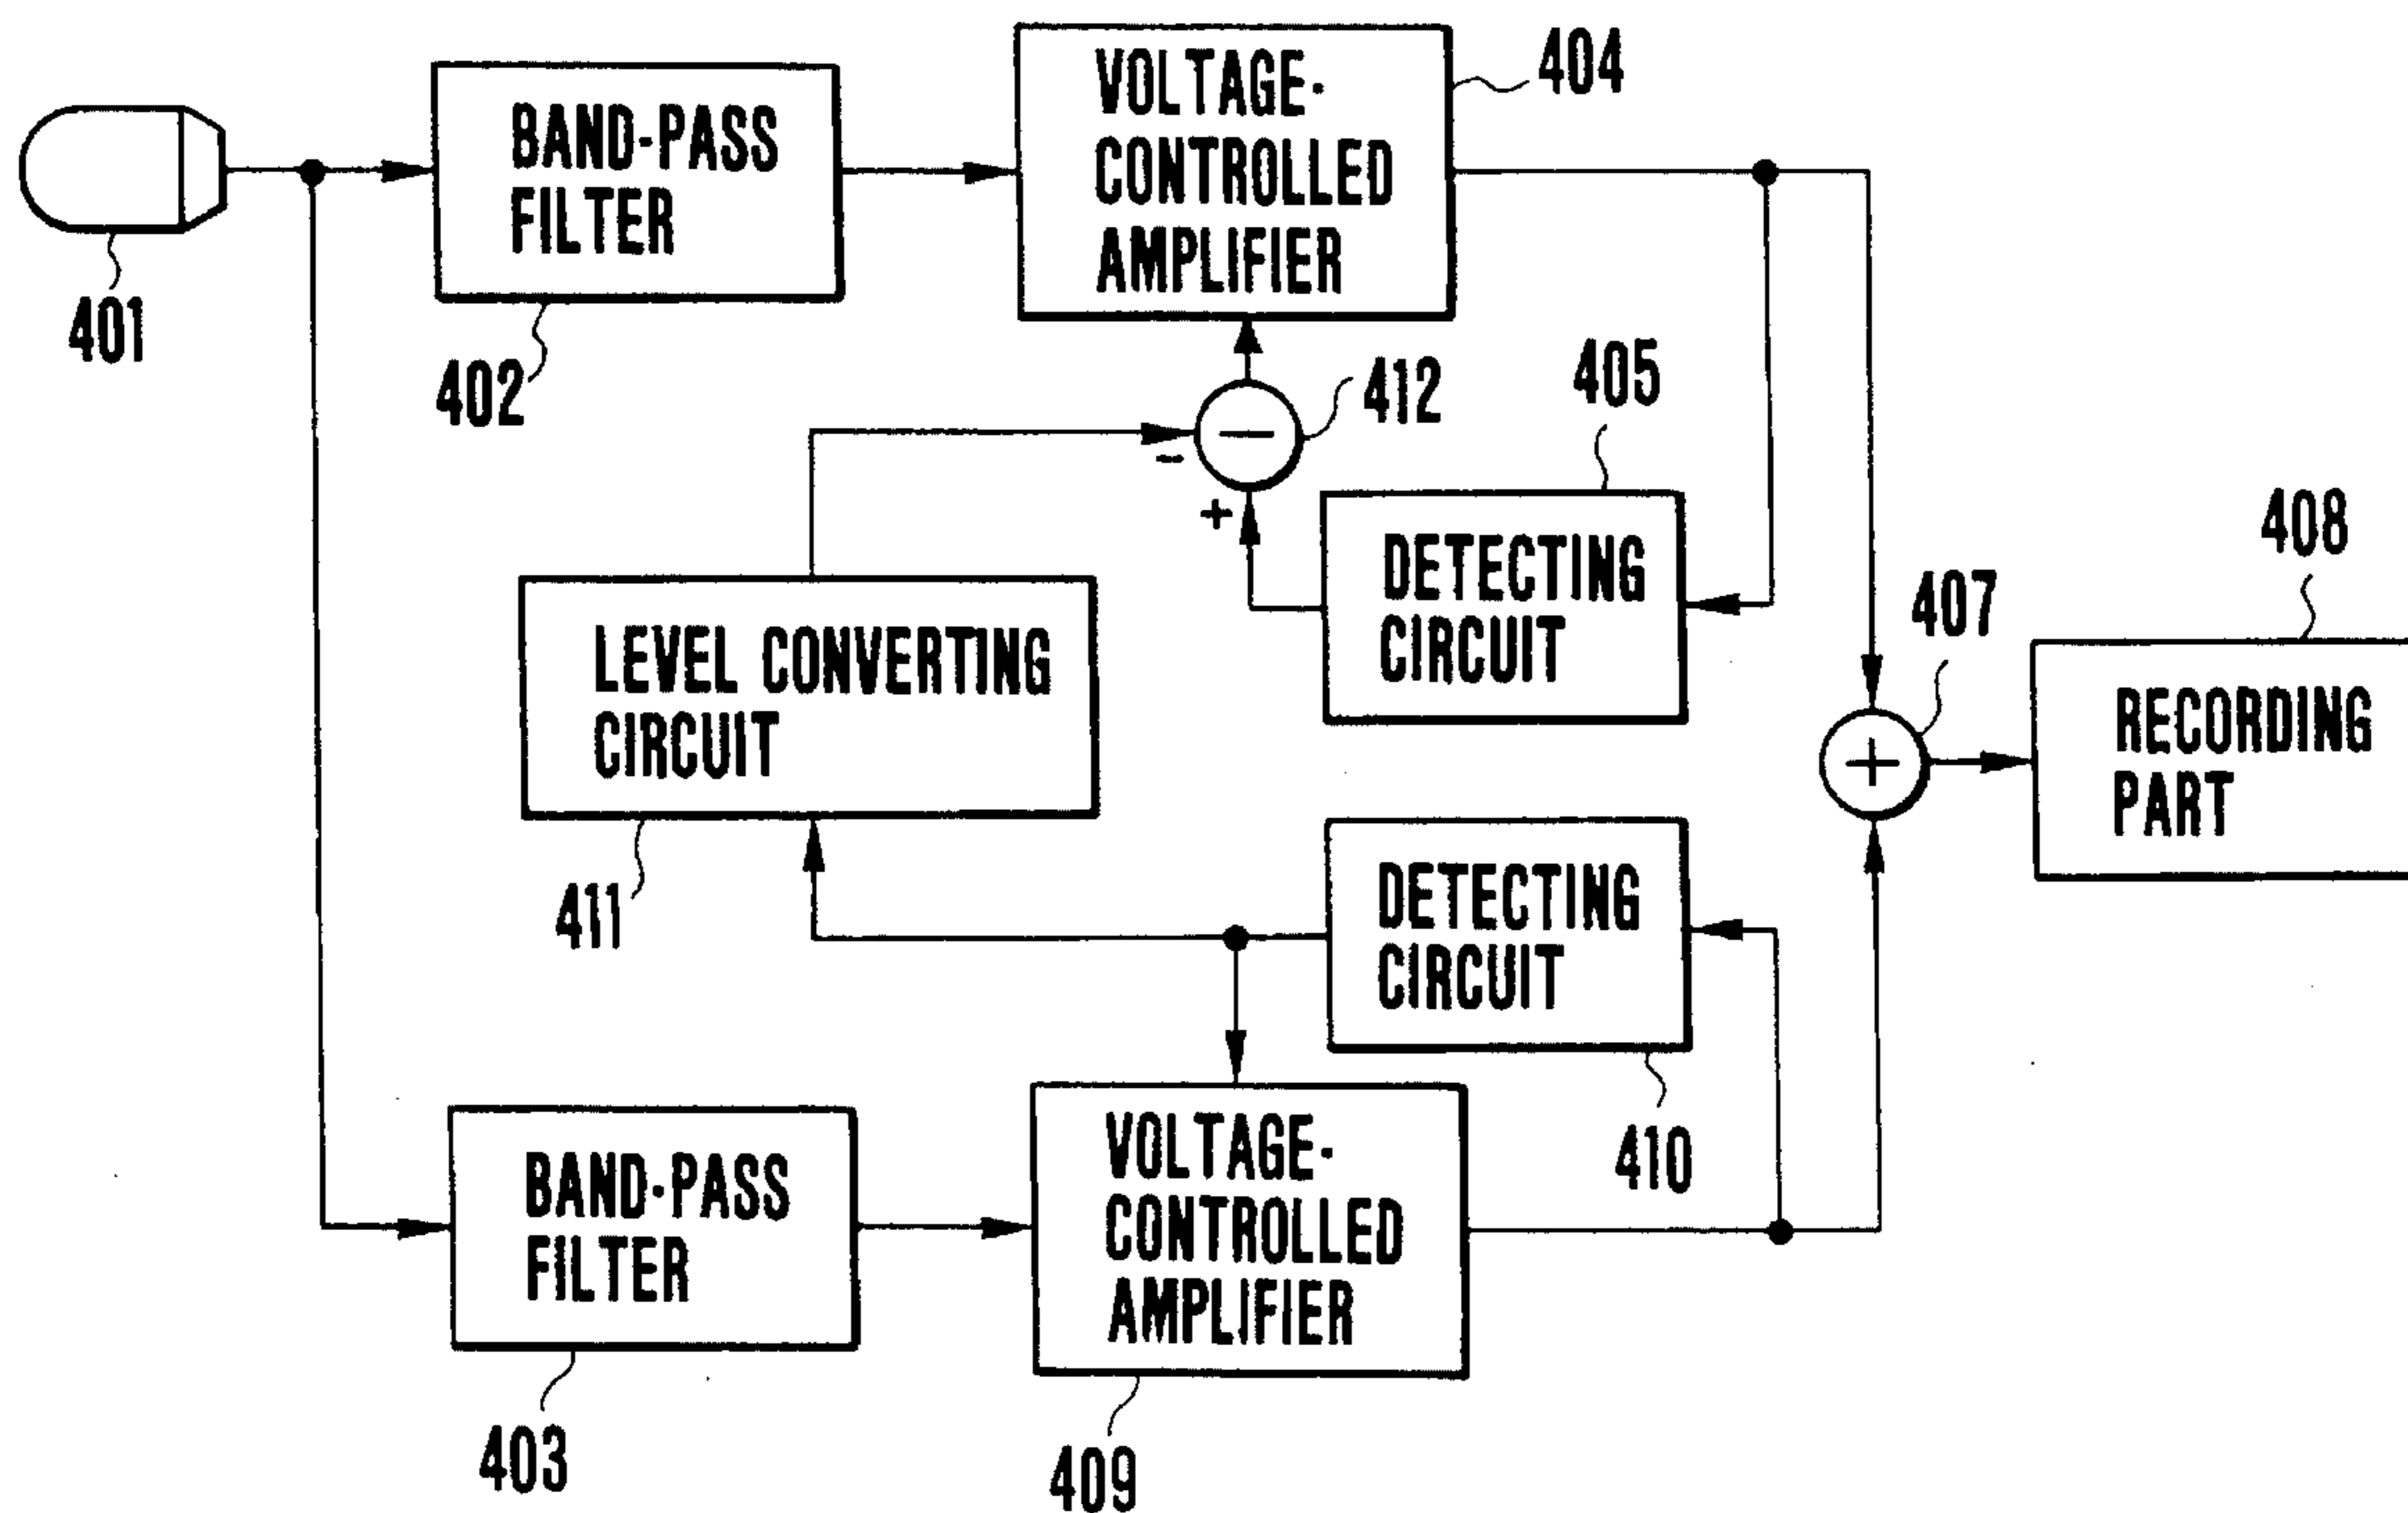 401
BAND-PASS
FILTER
402
VOLTAGE-
CONTROLLED
AMPLIFIER
404
412
-
+
−
405
DETECTING
CIRCUIT
LEVEL CONVERTING
CIRCUIT
411
407
+
408
RECORDING
PART
DETECTING
CIRCUIT
410
BAND-PASS
FILTER
403
VOLTAGE-
CONTROLLED
AMPLIFIER
409